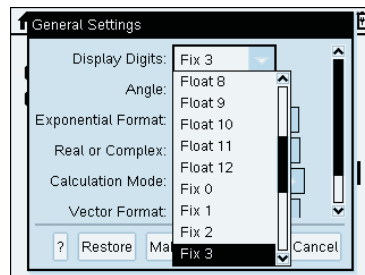 General Settings
Display Digits: Fix 3
Float 8
Angle:
Float 9
Exponential Format:
Float 10
Float 11
Real or Complex:
Float 12
Calculation Mode:
Fix 0
Vector Format:
Fix 1
Fix 2
? Restore
Fix 3
Cancel